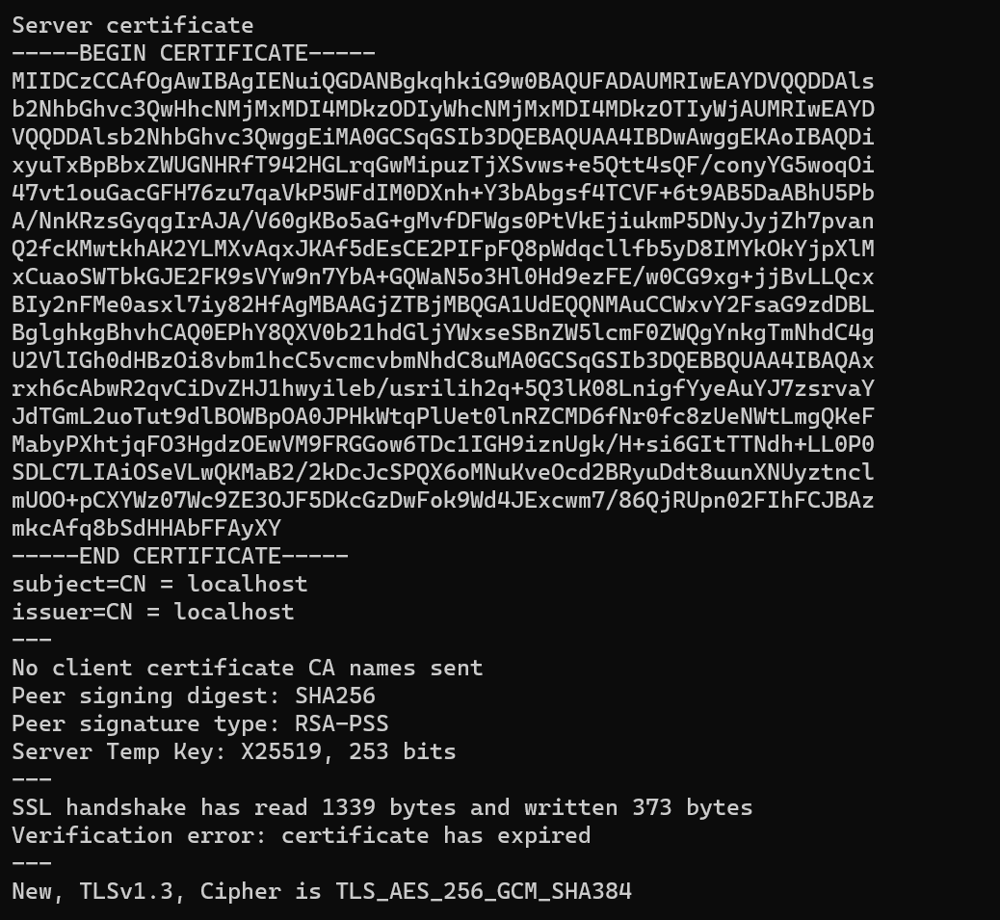 Server certificate
-----BEGIN CERTIFICATE-----
MIIDCzCCAfOgAwIBAgIENuiQGDANBgkqhkiG9w0BAQUFADAUMRIwEAYDVQQDDAls
b2NhbGhvc3QwHhcNMjMxMDI4MDkzODIyWhcNMjMxMDI4MDkzOTIyWjAUMRIwEAYD
VQQDDAlsb2NhbGhvc3QwggEiMA0GCSqGSIb3DQEBAQUAA4IBDwAwggEKAoIBAQDi
xyuTxBpBbxZWUGNHRfT942HGLrqGwMipuzTjXSvws+e5Qtt4sQF/conyYG5woqOi
47vt1ouGacGFH76zu7qaVkP5WFdIM0DXnh+Y3bAbgsf4TCVF+6t9AB5DaABhU5Pb
A/NnKRzsGyqgIrAJA/V60gKBo5aG+gMvfDFWgs0PtVkEjiukmP5DNyJyjZh7pvan
Q2fcKMwtkhAK2YLMXvAqxJKAf5dEsCE2PIFpFQ8pWdqcllfb5yD8IMYkOkYjpXlM
xCuaoSWTbkGJE2FK9sVYw9n7YbA+GQWaN5o3Hl0Hd9ezFE/w0CG9xg+jjBvLLQcx
BIy2nFMe0asxl7iy82HfAgMBAAGjZTBjMBQGA1UdEQQNMAuCCWxvY2FsaG9zdDBL
BglghkgBhvhCAQ0EPhY8QXV0b21hdGljYWxseSBnZW5lcmF0ZWQgYnkgTmNhdC4g
U2VlIGh0dHBzOi8vbm1hcC5vcmcvbmNhdC8uMA0GCSqGSIb3DQEBBQUAA4IBAQAx
rxh6cAbwR2qvCiDvZHJ1hwyileb/usrilih2q+5Q3lK08LnigfYyeAuYJ7zsrvaY
JdTGmL2uoTut9dlBOWBpOA0JPHkWtqPlUet0lnRZCMD6fNr0fc8zUeNWtLmgQKeF
MabyPXhtjqFO3HgdzOEwVM9FRGGow6TDc1IGH9iznUgk/H+si6GItTTNdh+LL0P0
SDLC7LIAiOSeVLwQKMaB2/2kDcJcSPQX6oMNuKveOcd2BRyuDdt8uunXNUyztncl
mUOO+pCXYWz07Wc9ZE3OJF5DKcGzDwFok9Wd4JExcwm7/86QjRUpn02FIhFCJBAz
mkcAfq8bSdHHAbFFAyXY
-----END CERTIFICATE-----
subject=CN = localhost
issuer=CN = localhost
---
No client certificate CA names sent
Peer signing digest: SHA256
Peer signature type: RSA-PSS
Server Temp Key: X25519, 253 bits
---
SSL handshake has read 1339 bytes and written 373 bytes
Verification error: certificate has expired
---
New, TLSv1.3, Cipher is TLS_AES_256_GCM_SHA384